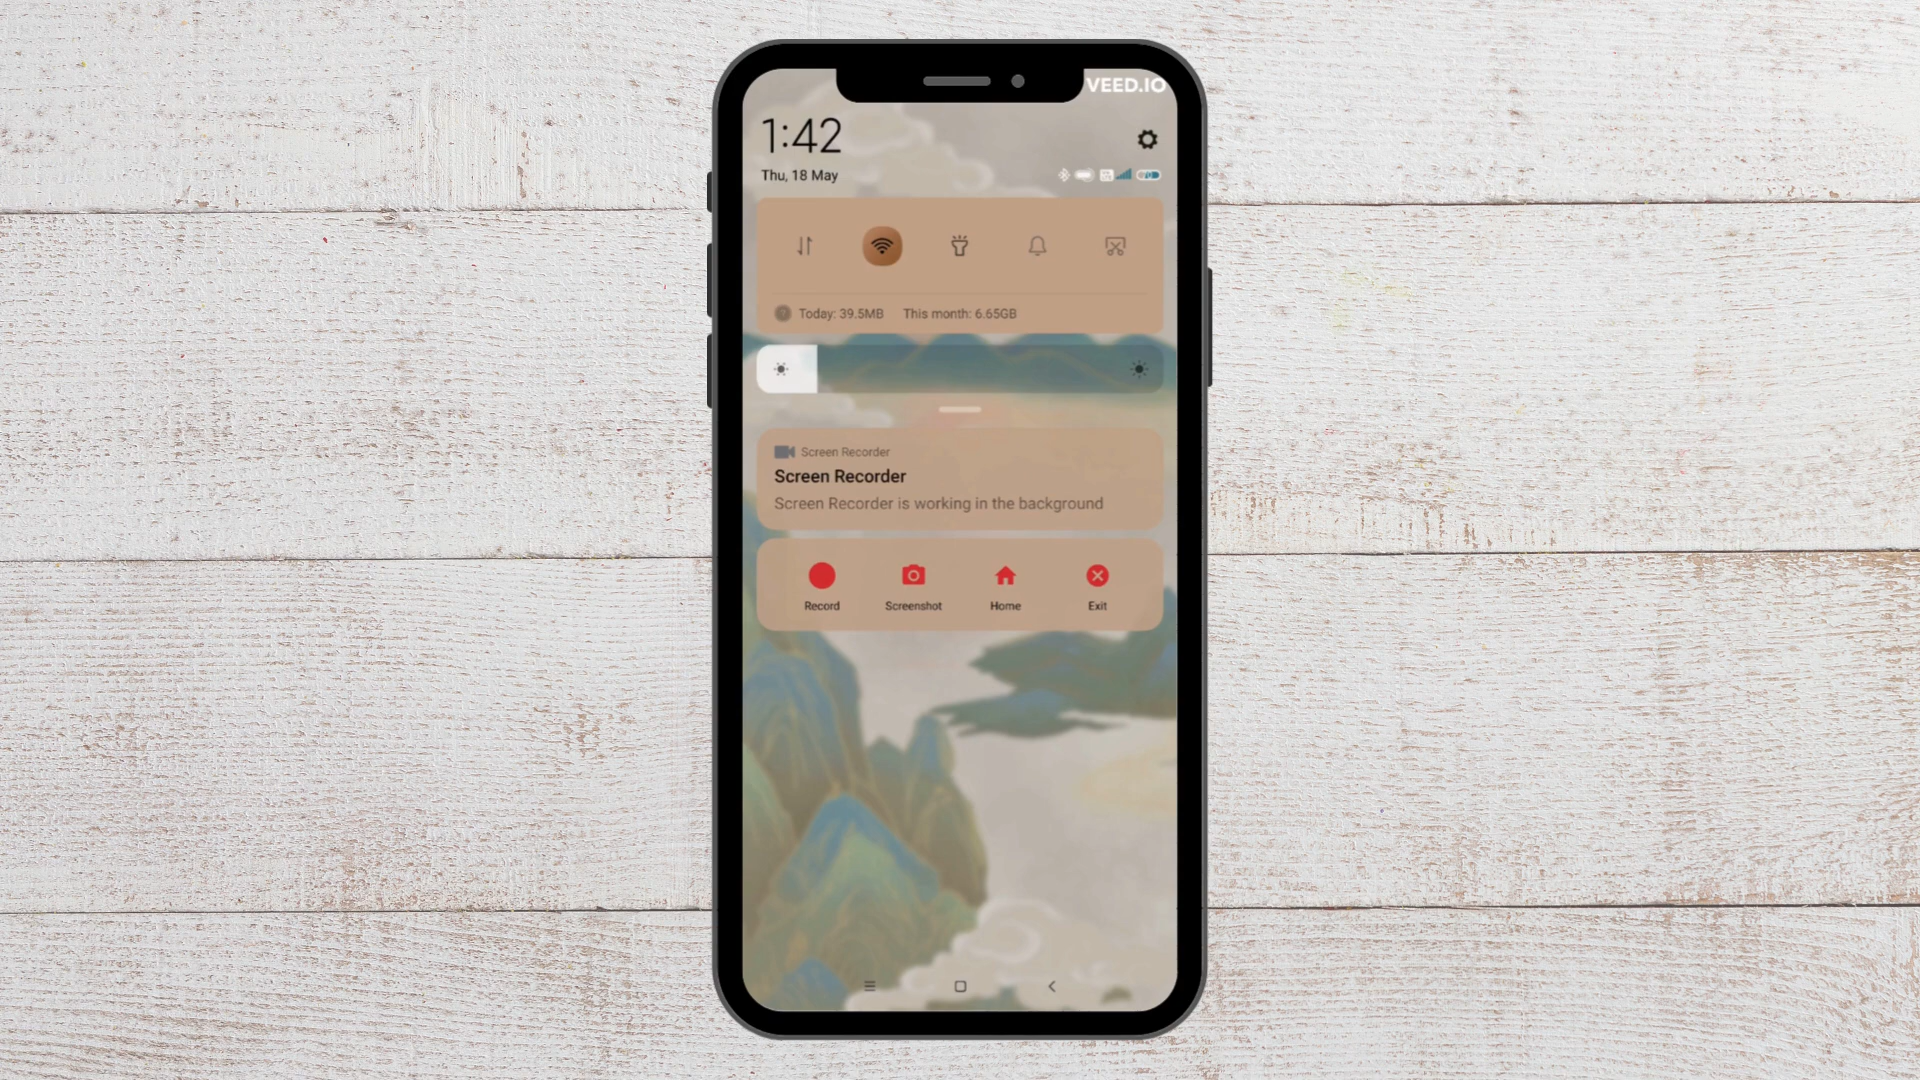 VEED.IO
1:42
Thu, 18 May
Today: 39.5MB This month: 6.65GB
Screen Recorder
Screen Recorder
Screen Recorder is working in the background
Record Screenshot Home Exit